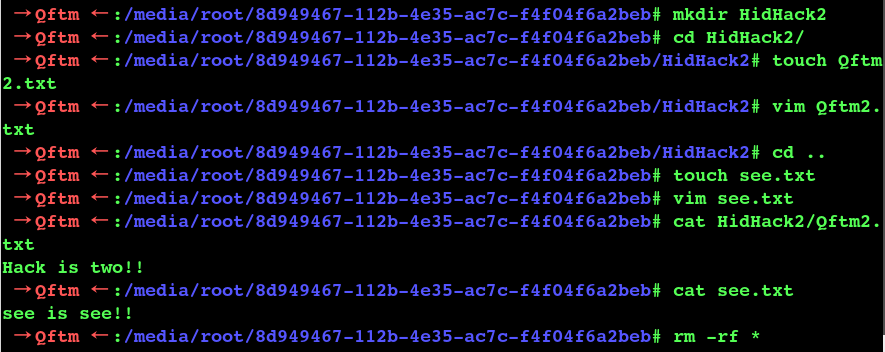 →Qftm ←:/media/root/8d949467-112b-4e35-ac7c-f4f04f6a2beb# mkdir HidHack2
→Qftm ←:/media/root/8d949467-112b-4e35-ac7c-f4f04f6a2beb# cd HidHack2/
→Qftm ←:/media/root/8d949467-112b-4e35-ac7c-f4f04f6a2beb/HidHack2# touch Qftm
2.txt
→Qftm ←:/media/root/8d949467-112b-4e35-ac7c-f4f04f6a2beb/HidHack2# vim Qftm2.
txt
→Qftm ←:/media/root/8d949467-112b-4e35-ac7c-f4f04f6a2beb/HidHack2# cd ..
→Qftm ←:/media/root/8d949467-112b-4e35-ac7c-f4f04f6a2beb# touch see.txt
→Qftm ←:/media/root/8d949467-112b-4e35-ac7c-f4f04f6a2beb# vim see.txt
→Qftm ←:/media/root/8d949467-112b-4e35-ac7c-f4f04f6a2beb# cat HidHack2/Qftm2.
txt
Hack is two!!
→Qftm ←:/media/root/8d949467-112b-4e35-ac7c-f4f04f6a2beb# cat see.txt
see is see!!
→Qftm ←:/media/root/8d949467-112b-4e35-ac7c-f4f04f6a2beb# rm -rf *